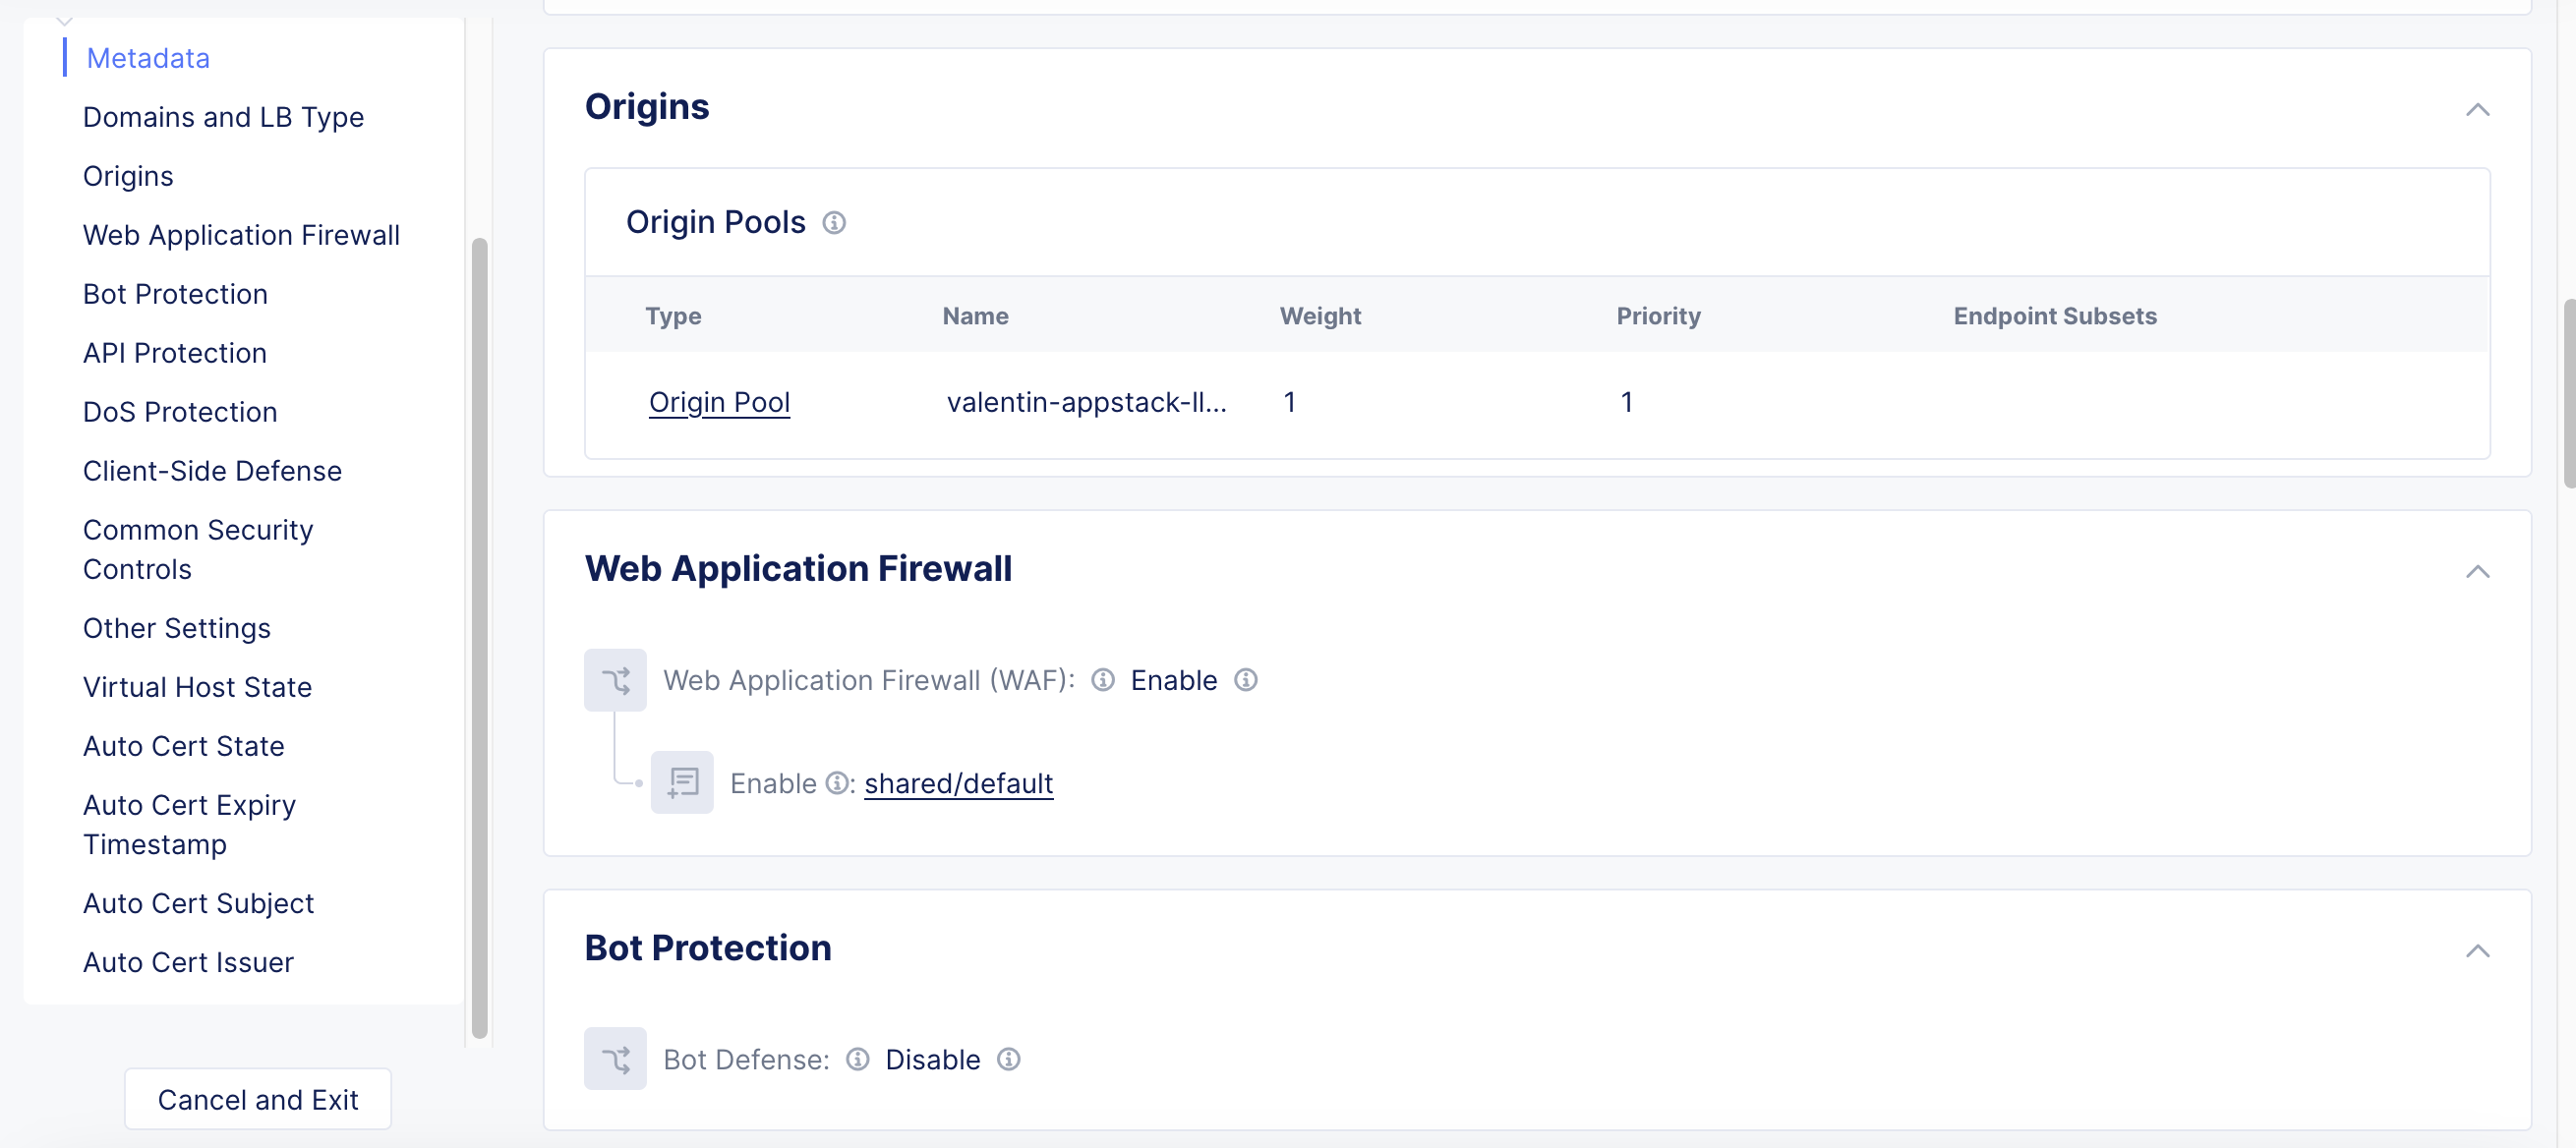 Metadata
Domains and LB Type
Origins
Web Application Firewall
Bot Protection
API Protection
DoS Protection
Client-Side Defense
Common Security
Controls
Other Settings
Virtual Host State
Auto Cert State
Auto Cert Expiry
Timestamp
Auto Cert Subject
Auto Cert Issuer
Cancel and Exit
Origins
Origin Pools
Type Name Weight Priority Endpoint Subsets
Origin Pool valentin-appstack-ll... 1 1
Web Application Firewall
Web Application Firewall (WAF): Enable
Enable : shared/default
Bot Protection
Bot Defense: Disable